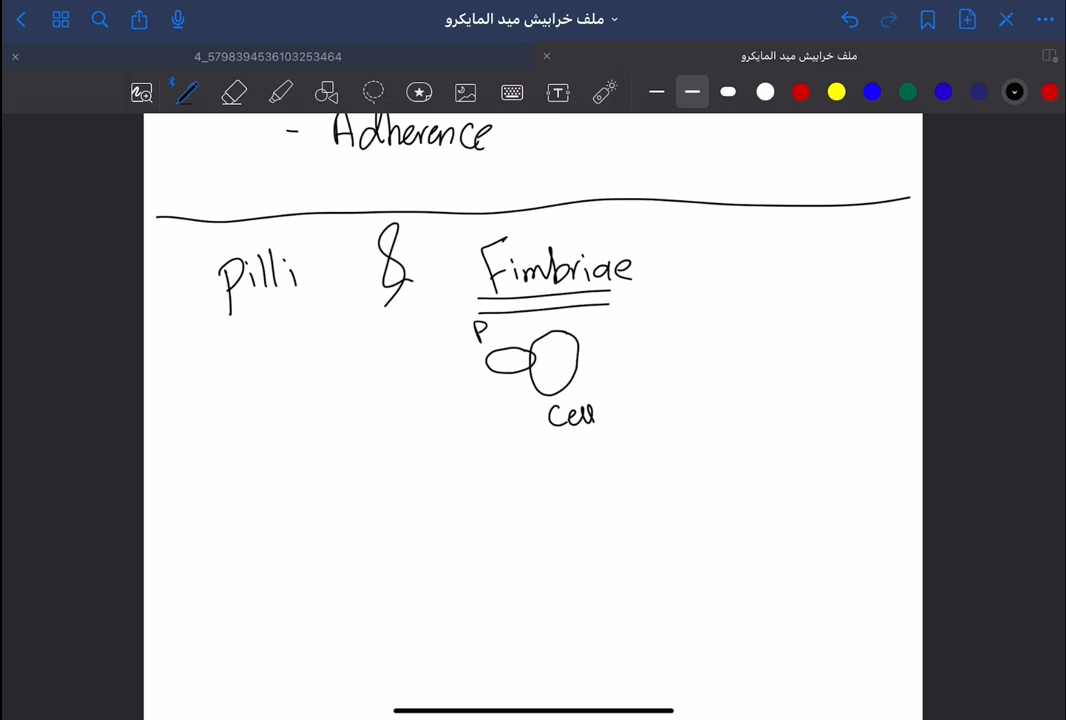 ملف خرابيش ميد المايكرو
4_5798394536103253464
ملف خرابيش ميد المايكرو
- Adherence
Pilli & Fimbriae
P
Cell